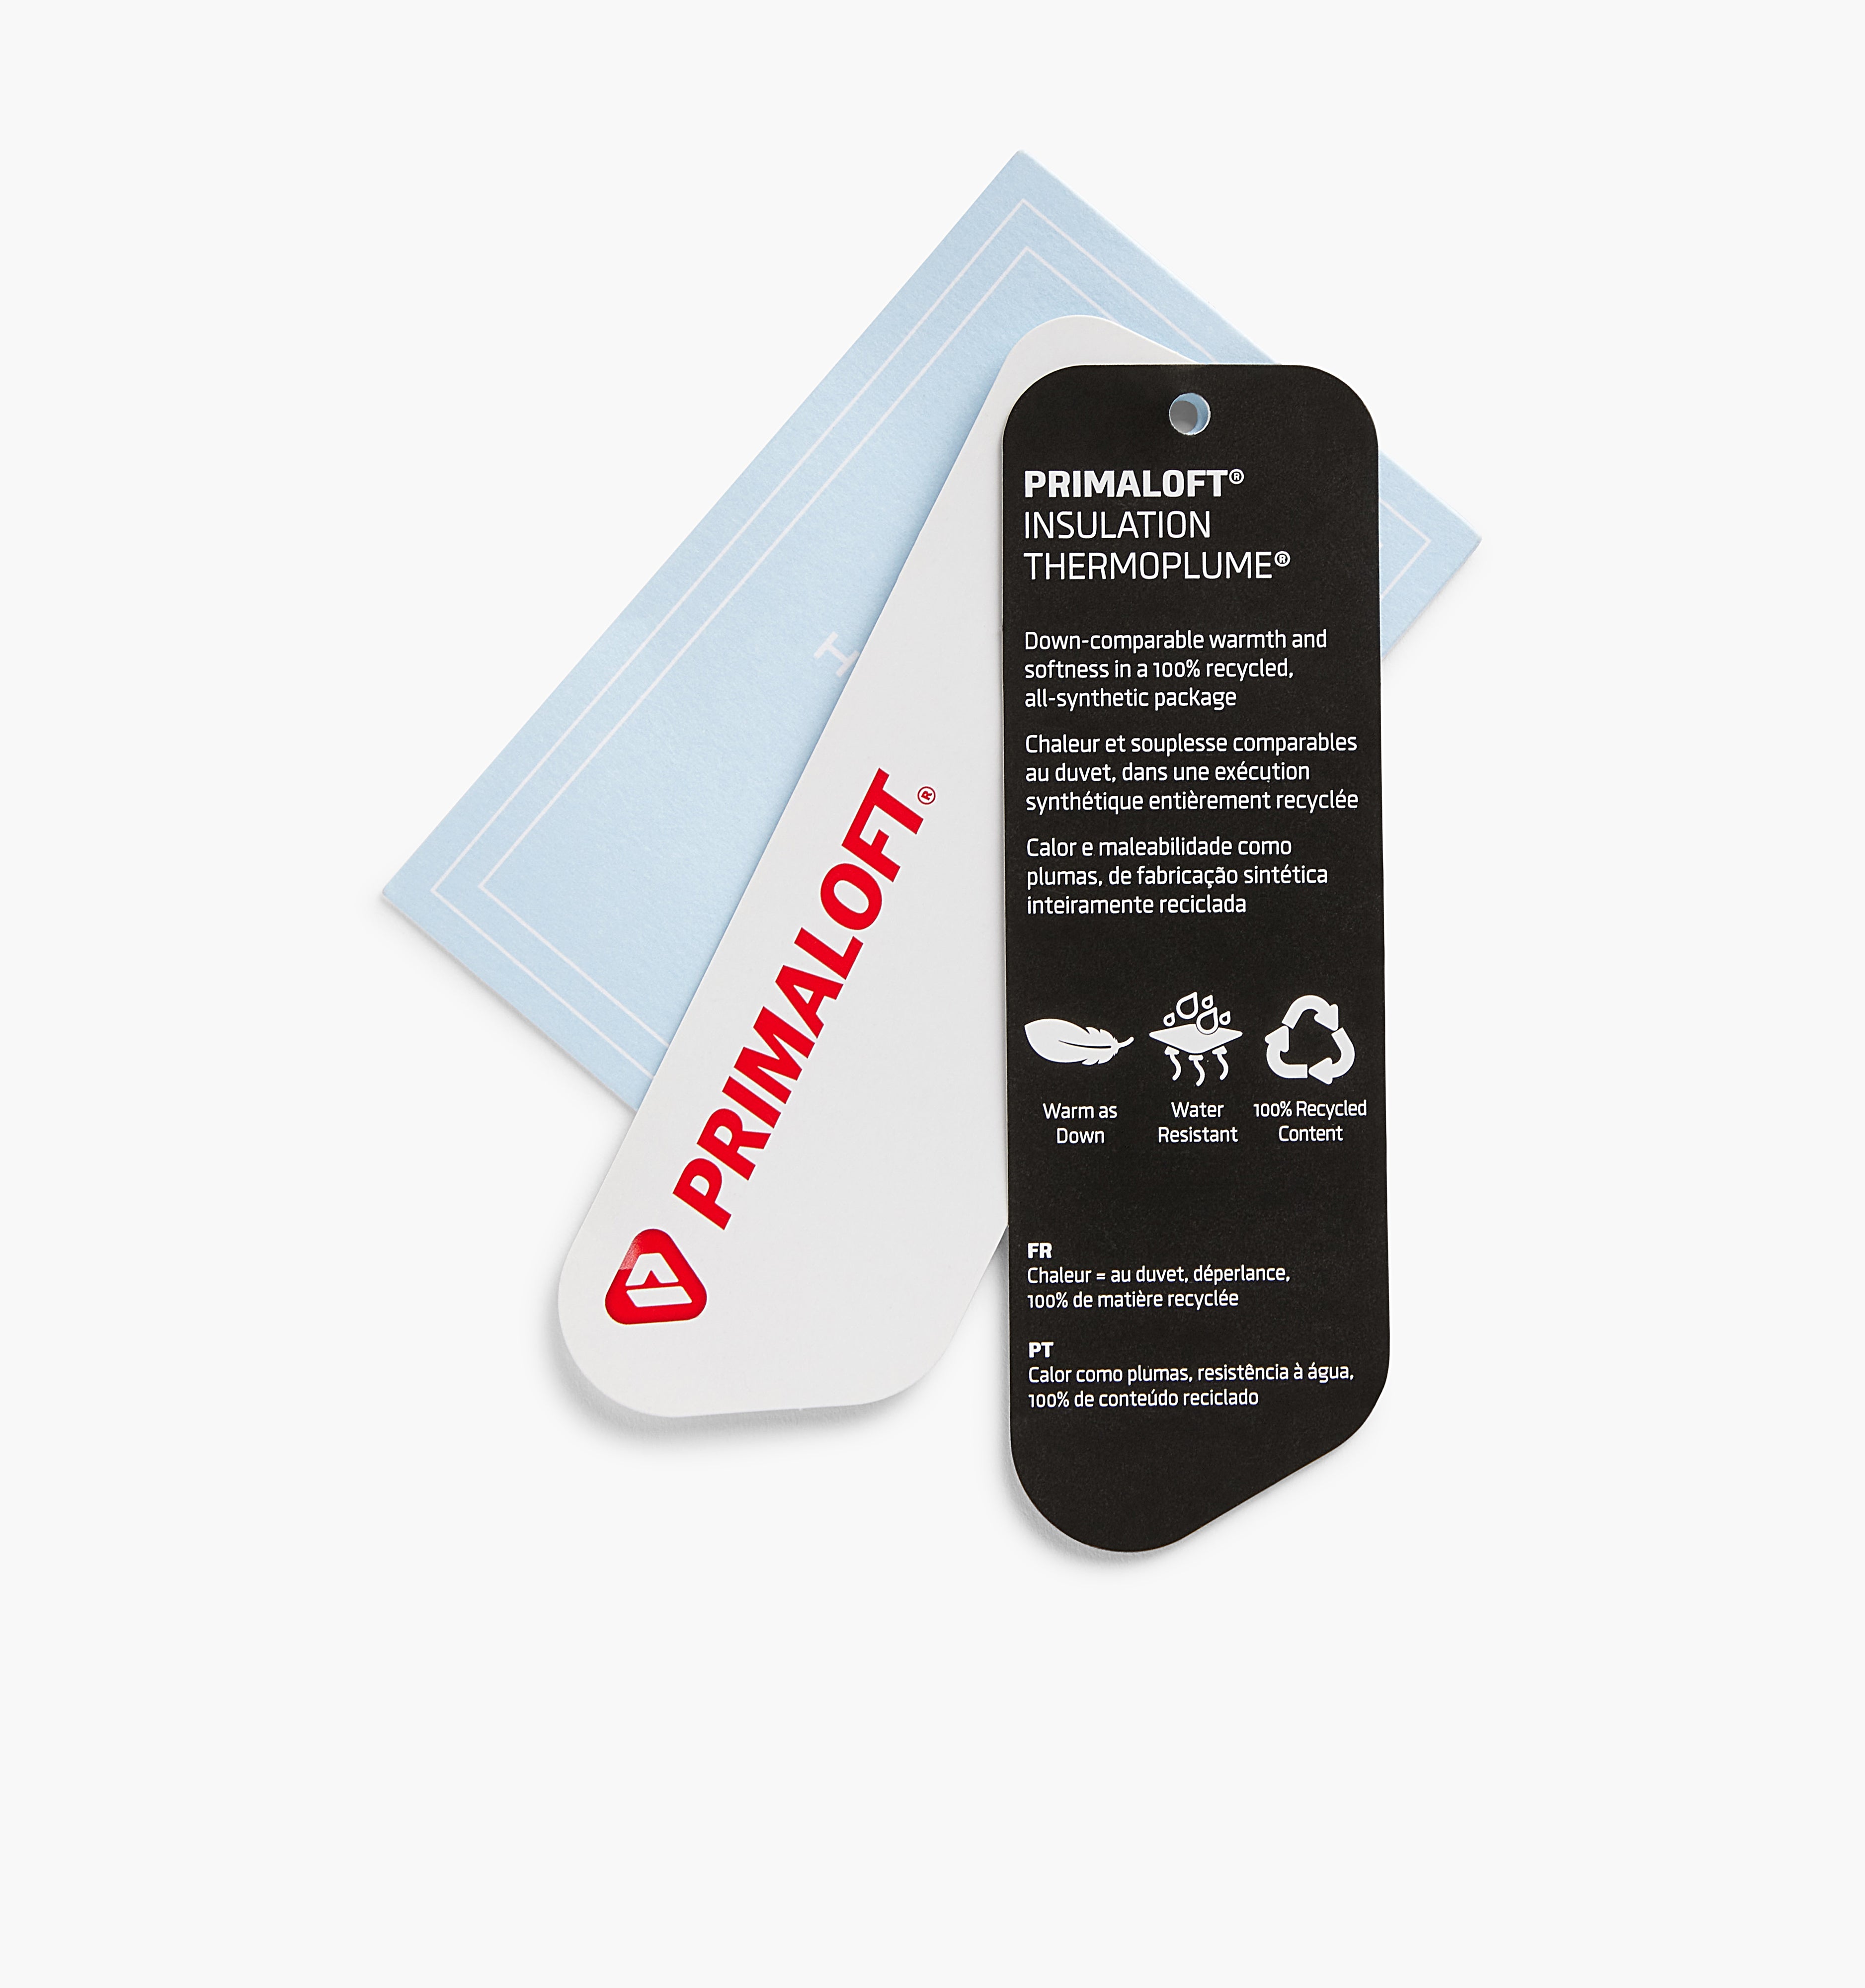 H
PRIMALOFT®
PRIMALOFT®
INSULATION
THERMOPLUME®
Down-comparable warmth and
softness in a 100% recycled,
all-synthetic package
Chaleur et souplesse comparables
au duvet, dans une exécution
synthétique entièrement recyclée
Calor e maleabilidade como
plumas, de fabricação sintética
inteiramente reciclada
Warm as
Down
Water
Resistant
100% Recycled
Content
FR
Chaleur = au duvet, déperlance,
100% de matière recyclée
PT
Calor como plumas, resistência à água,
100% de conteúdo reciclado